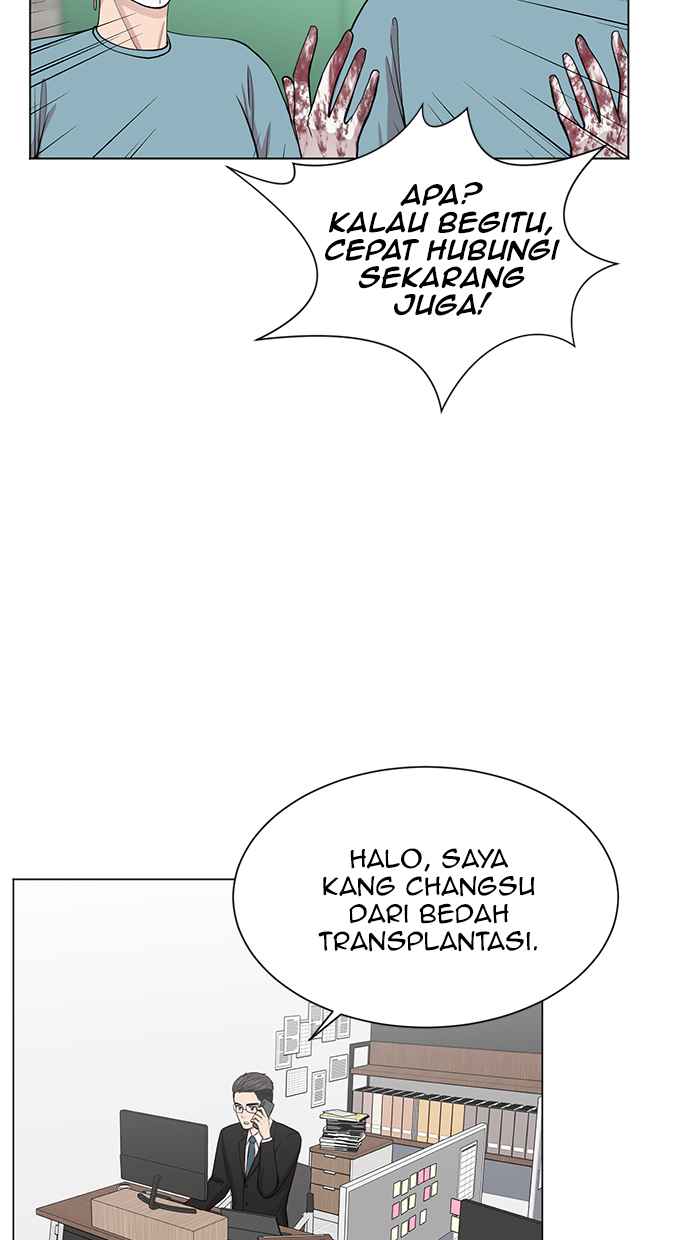 APA?
KALAU BEGITU,
CEPAT HUBUNGI
SEKARANG
JUGA!
HALO, SAYA
KANG CHANGSU
DARI BEDAH
TRANSPLANTASI.